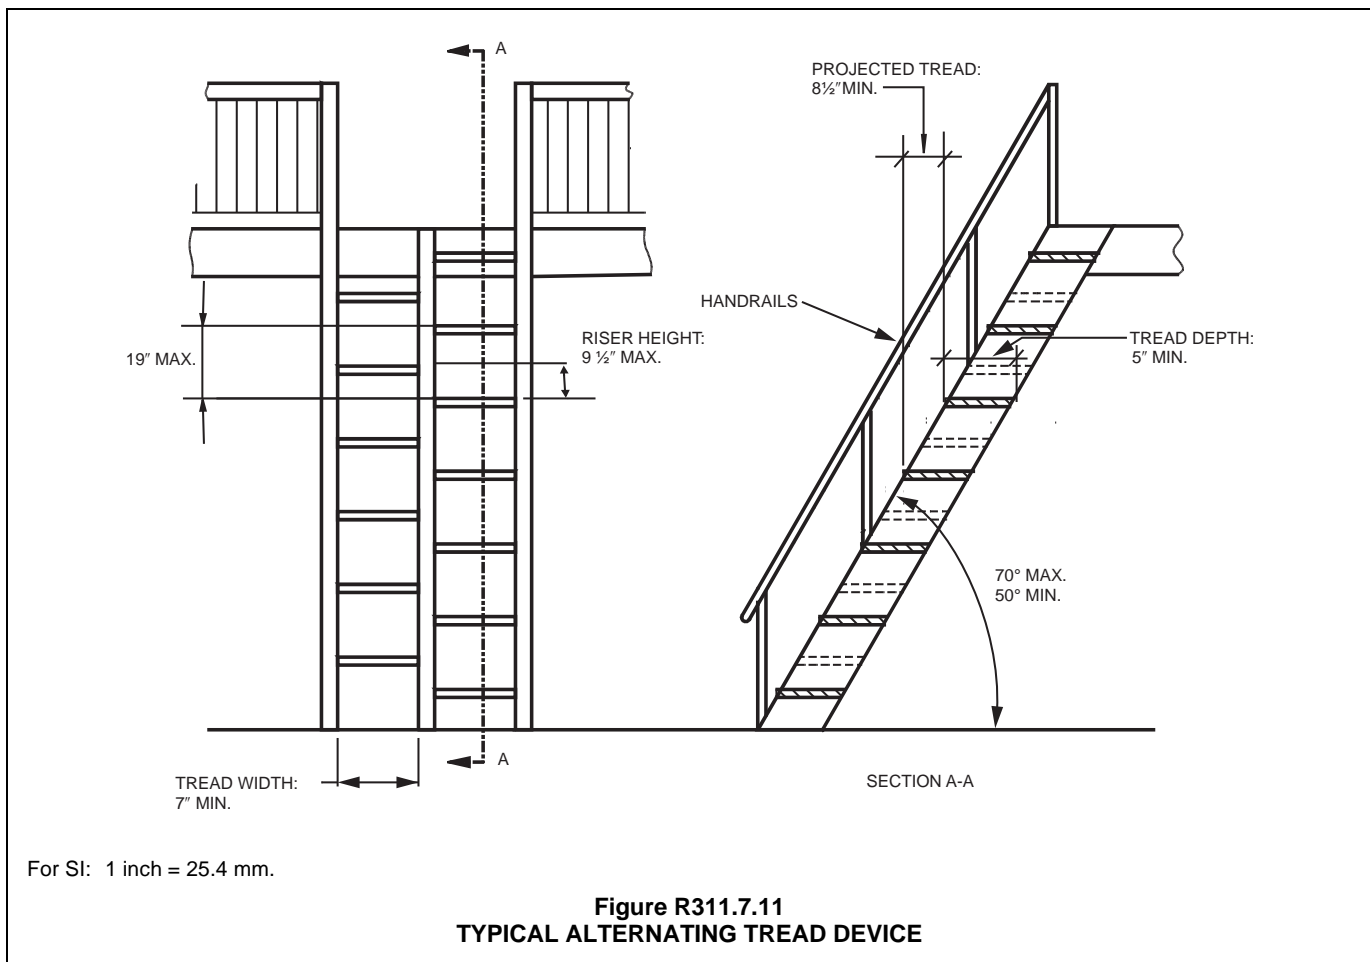 A
PROJECTED TREAD:
8½″MIN.
HANDRAILS
RISER HEIGHT:
9 ½″ MAX.
19″ MAX.
TREAD DEPTH:
5″ MIN.
70° MAX.
50° MIN.
A
TREAD WIDTH:
7″ MIN.
SECTION A-A
For SI: 1 inch = 25.4 mm.
Figure R311.7.11
TYPICAL ALTERNATING TREAD DEVICE